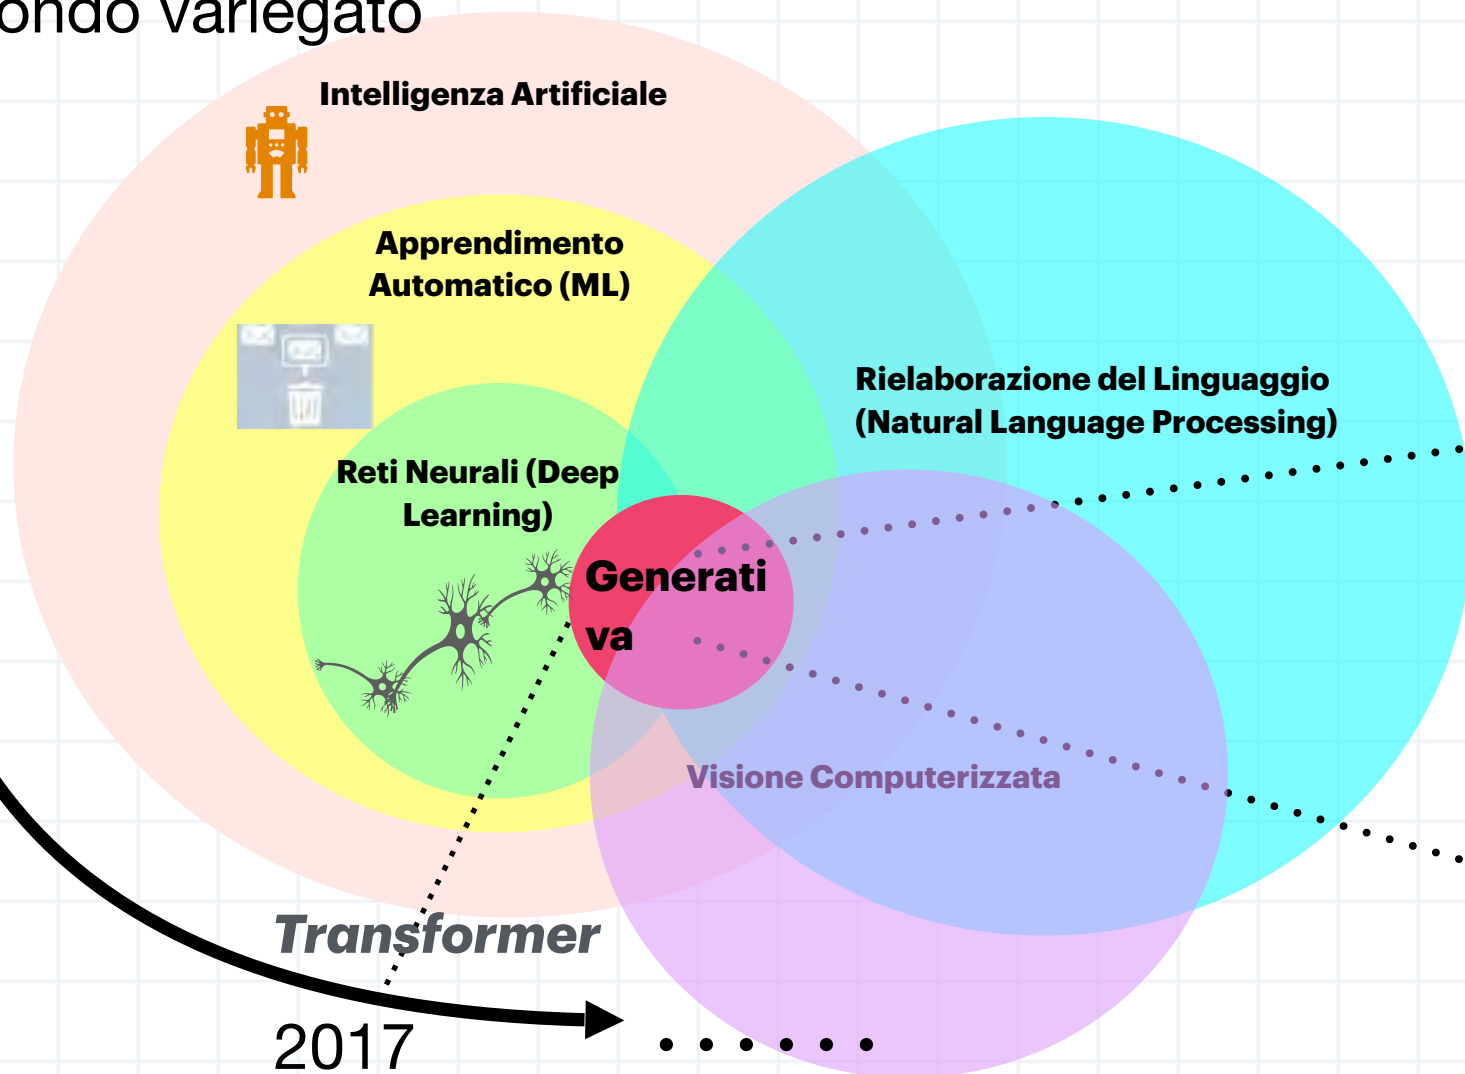 ondo variegato
Intelligenza Artificiale
Apprendimento
Automatico (ML)
Rielaborazione del Linguaggio
(Natural Language Processing)
Reti Neurali (Deep
Learning)
Generati
va
Visione Computerizzata
Transformer
2017